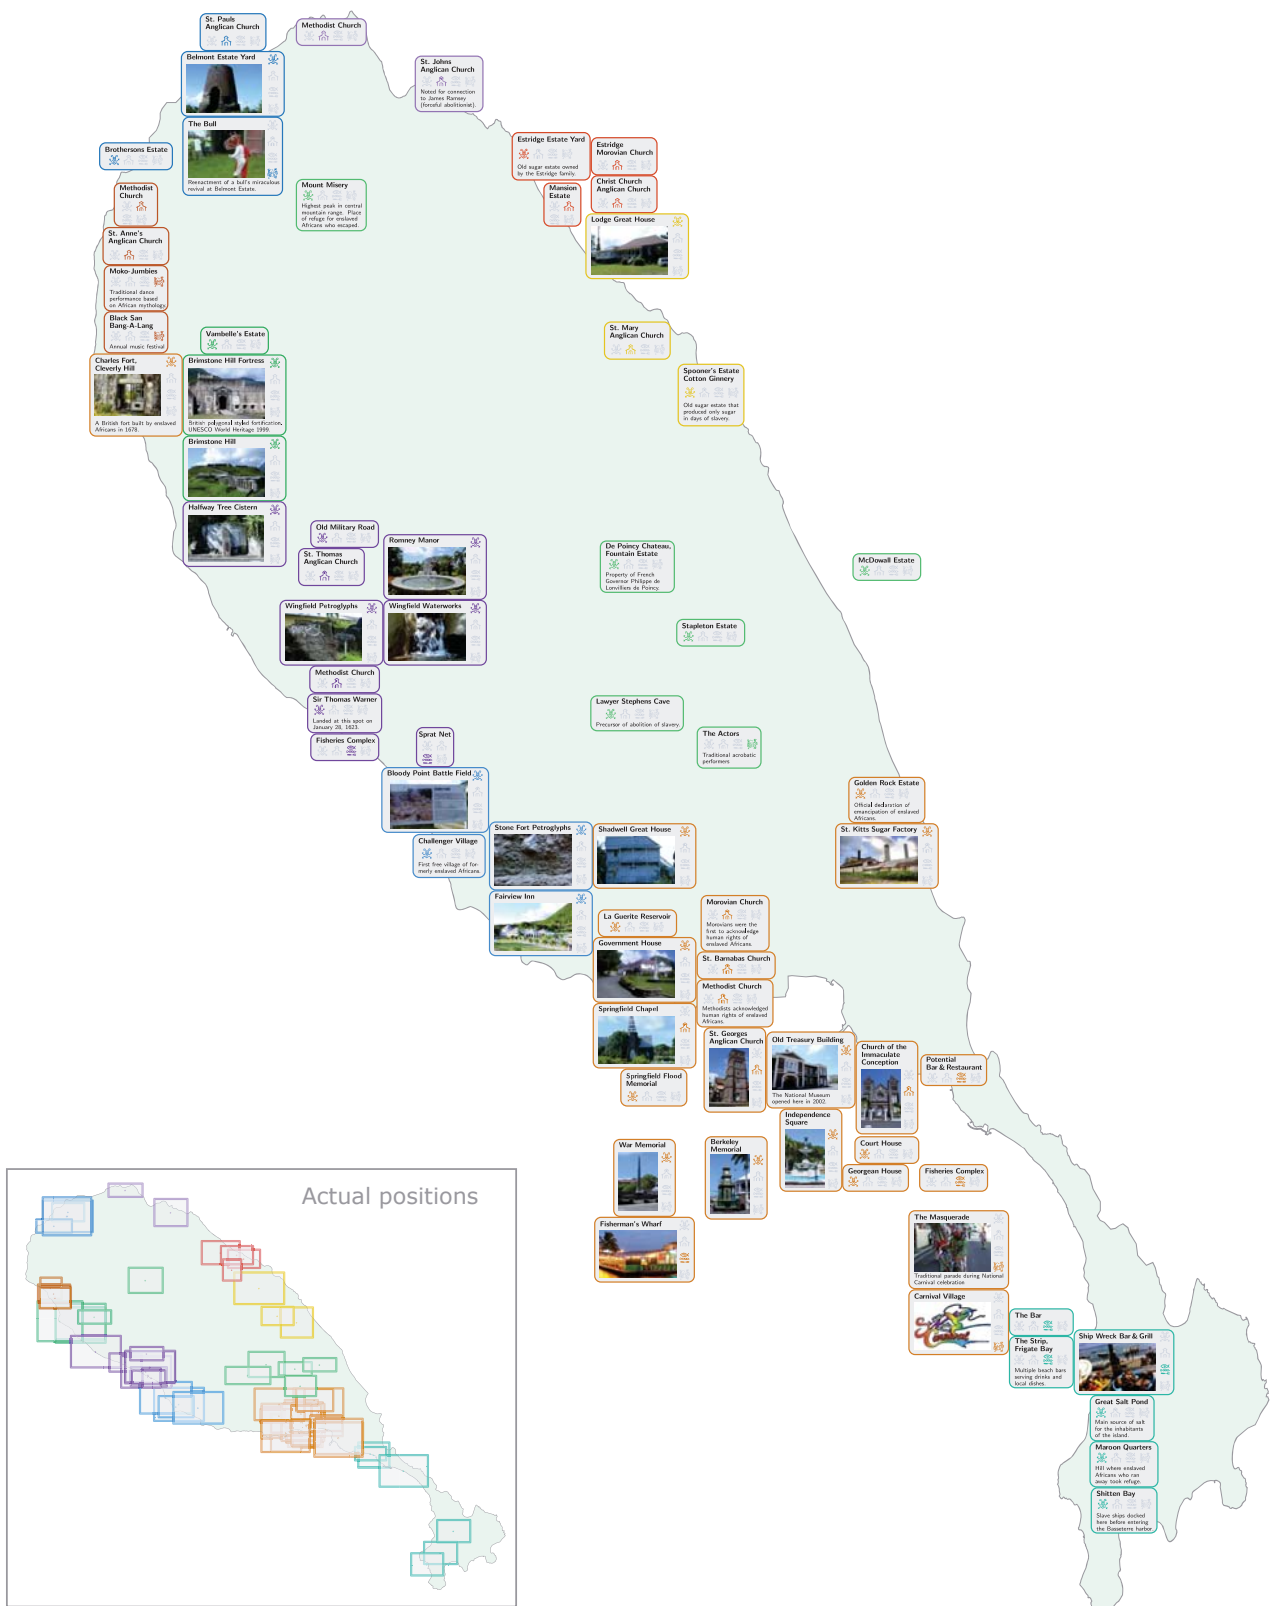 St. Pauls
Anglican Church
Methodist Church
Belmont Estate Yard
St. Johns
Anglican Church
Noted for connection
to James Ramsey
(forceful abolitionist).
The Bull
Reenactment of a bull's miraculous
revival at Belmont Estate.
Brothersons Estate
Estridge Estate Yard
Old sugar estate owned
by the Estridge family.
Estridge
Morovian Church
Christ Church
Anglican Church
Mansion
Estate
Methodist
Church
Mount Misery
Highest peak in central
mountain range. Place
of refuge for enslaved
Africans who escaped.
Lodge Great House
St. Anne's
Anglican Church
Moko-Jumbies
Traditional dance
performance based
on African mythology.
Black San
Bang-A-Lang
Annual music festival
Vambelle's Estate
St. Mary
Anglican Church
Charles Fort,
Cleverly Hill
A British fort built by enslaved
Africans in 1678.
Brimstone Hill Fortress
British polygonal styled fortification.
UNESCO World Heritage 1999.
Spooner's Estate
Cotton Ginnery
Old sugar estate that
produced only sugar
in days of slavery.
Brimstone Hill
Halfway Tree Cistern
Old Military Road
St. Thomas
Anglican Church
Romney Manor
De Poincy Chateau,
Fountain Estate
Property of French
Governor Philippe de
Lonvilliers de Poincy.
McDowall Estate
Wingfield Petroglyphs
Wingfield Waterworks
Stapleton Estate
Methodist Church
Sir Thomas Warner
Landed at this spot on
January 28, 1623.
Lawyer Stephens Cave
Precursor of abolition of slavery.
Fisheries Complex
Sprat Net
The Actors
Traditional acrobatic
performers
Bloody Point Battle Field
Golden Rock Estate
Official declaration of
emancipation of enslaved
Africans.
Challenger Village
First free village of for-
merly enslaved Africans.
Stone Fort Petroglyphs
Shadwell Great House
St. Kitts Sugar Factory
Fairview Inn
La Guerite Reservoir
Morovian Church
Morovians were the
first to acknowledge
human rights of
enslaved Africans.
Government House
St. Barnabas Church
Methodist Church
Methodists acknowledged
human rights of enslaved
Africans.
Springfield Chapel
St. Georges
Anglican Church
Old Treasury Building
The National Museum
opened here in 2002.
Church of the
Immaculate
Conception
Potential
Bar & Restaurant
Springfield Flood
Memorial
Independence
Square
War Memorial
Berkeley
Memorial
Court House
Georgean House
Fisheries Complex
Actual positions
Fisherman's Wharf
The Masquerade
Traditional parade during National
Carnival celebration
Carnival Village
The Bar
The Strip,
Frigate Bay
Multiple beach bars
serving drinks and
local dishes.
Ship Wreck Bar & Grill
Great Salt Pond
Main source of salt
for the inhabitants
of the island.
Maroon Quarters
Hill where enslaved
Africans who ran
away took refuge.
Shitten Bay
Slave ships docked
here before entering
the Basseterre harbor.